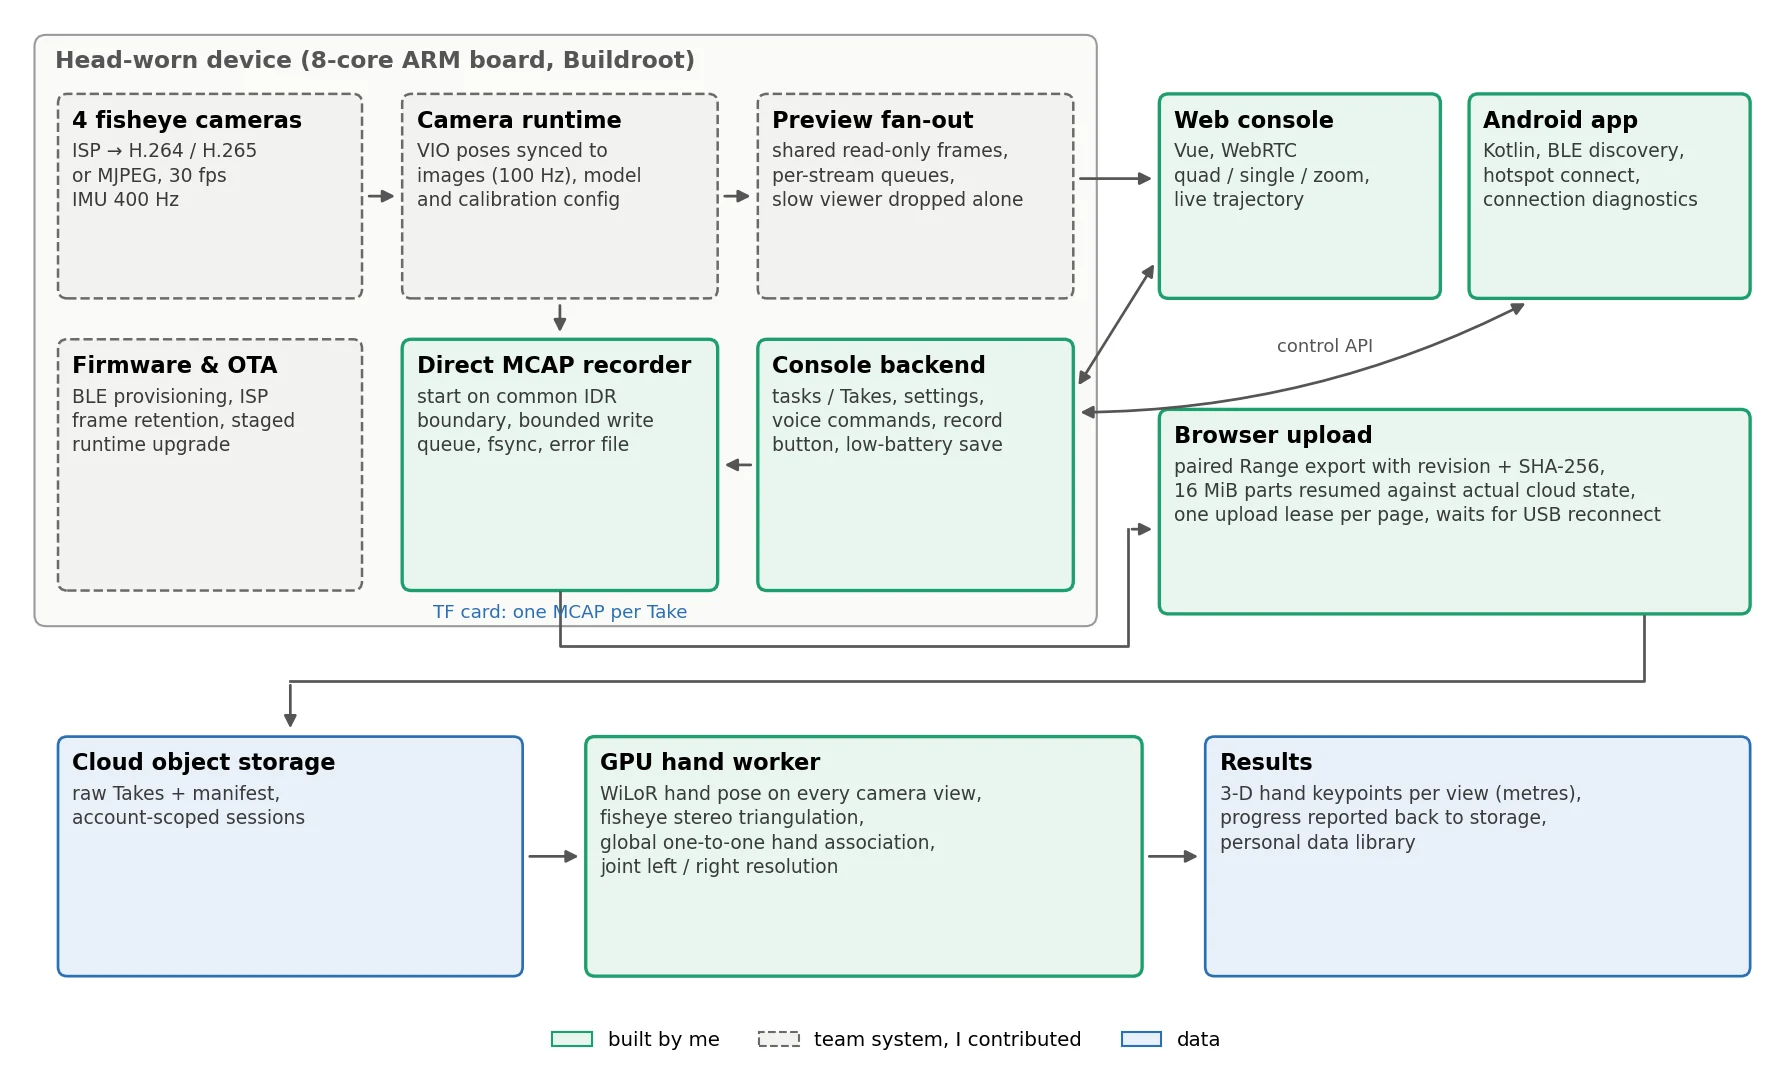 Head-worn device (8-core ARM board, Buildroot)
4 fisheye cameras
ISP → H.264 / H.265
or MJPEG, 30 fps
IMU 400 Hz
Camera runtime
VIO poses synced to
images (100 Hz), model
and calibration config
Preview fan-out
shared read-only frames,
per-stream queues,
slow viewer dropped alone
Web console
Vue, WebRTC
quad / single / zoom,
live trajectory
Android app
Kotlin, BLE discovery,
hotspot connect,
connection diagnostics
Firmware & OTA
BLE provisioning, ISP
frame retention, staged
runtime upgrade
Direct MCAP recorder
start on common IDR
boundary, bounded write
queue, fsync, error file
Console backend
tasks / Takes, settings,
voice commands, record
button, low-battery save
control API
Browser upload
paired Range export with revision + SHA-256,
16 MiB parts resumed against actual cloud state,
one upload lease per page, waits for USB reconnect
TF card: one MCAP per Take
Cloud object storage
raw Takes + manifest,
account-scoped sessions
GPU hand worker
WiLoR hand pose on every camera view,
fisheye stereo triangulation,
global one-to-one hand association,
joint left / right resolution
Results
3-D hand keypoints per view (metres),
progress reported back to storage,
personal data library
built by me
team system, I contributed
data